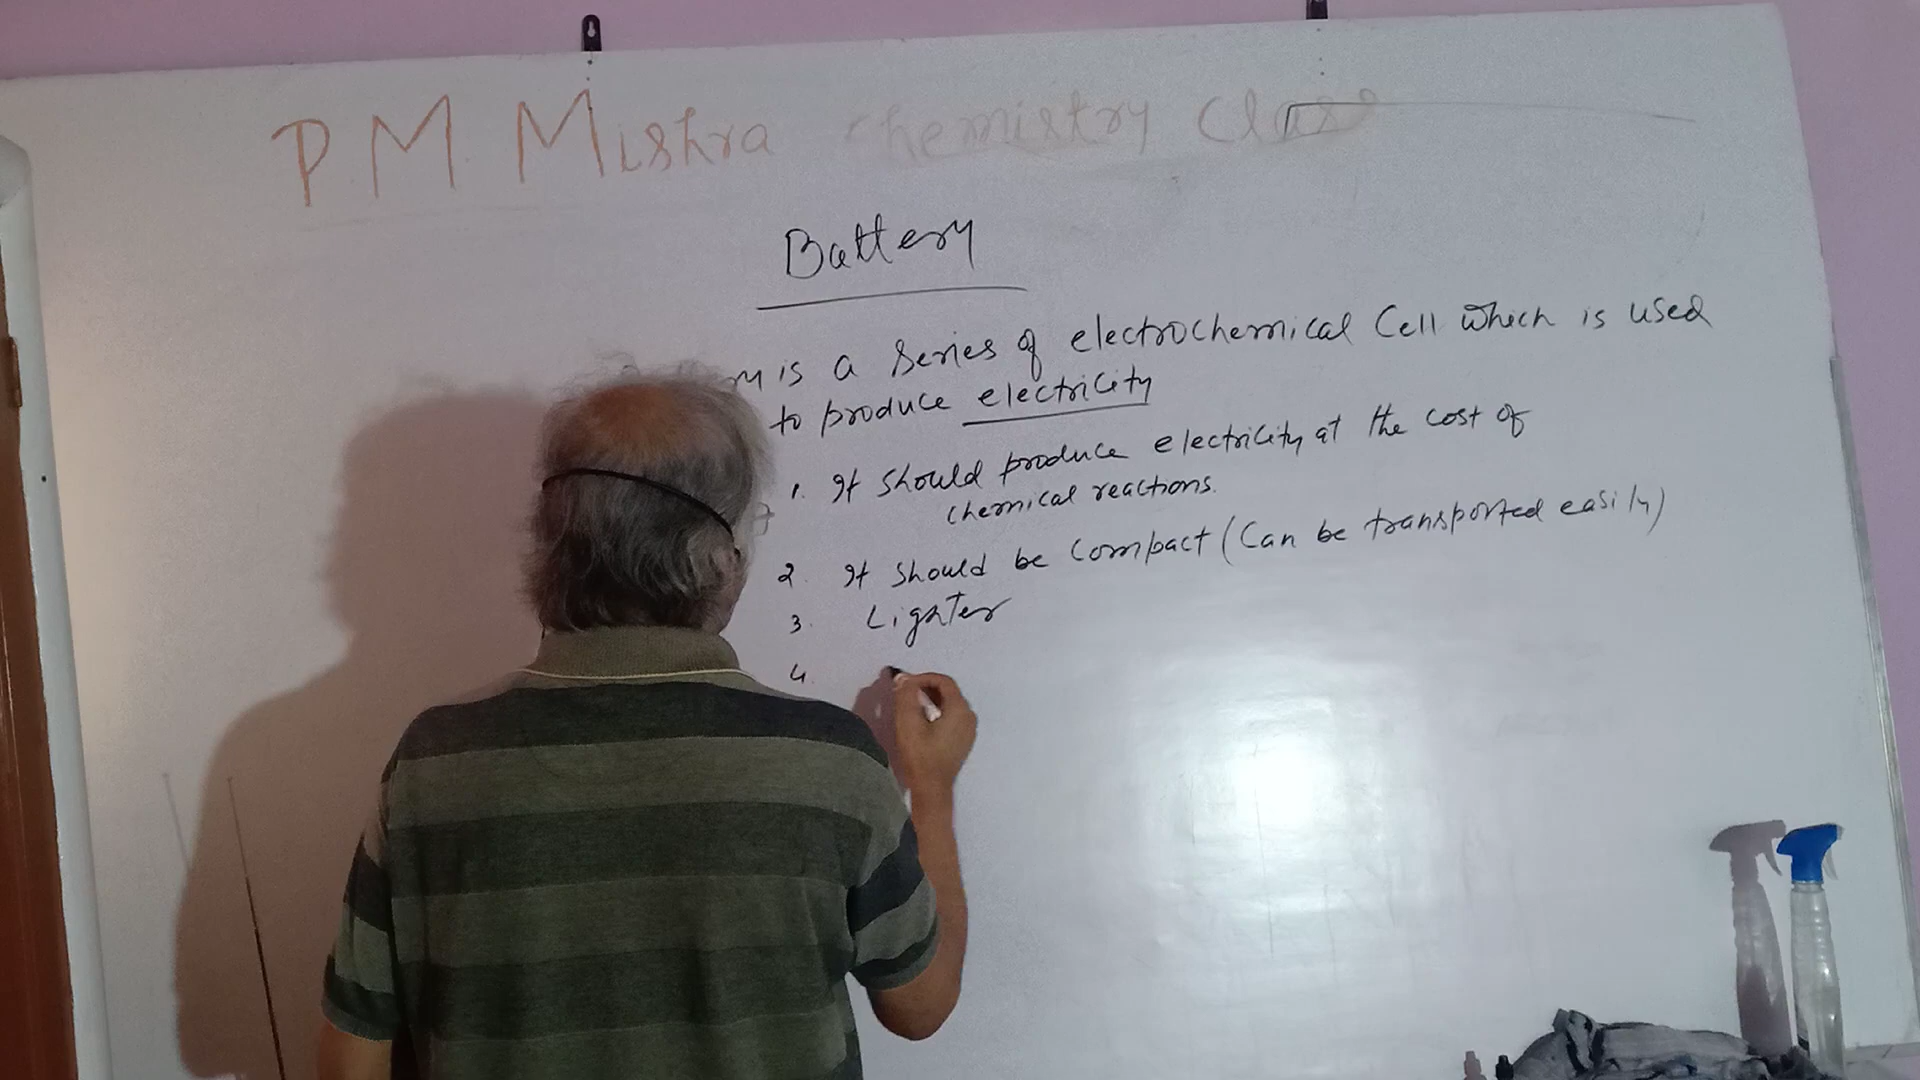 P M Mishra Chemistry Class
Battery
is a Series of electrochemical Cell which is used
to produce electricity
1. It should produce electricity at the cost of
chemical reactions.
2. It should be Compact (Can be transported easily)
3. Lighter
4.